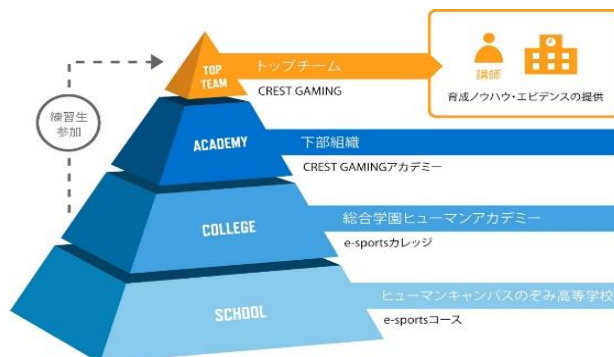 TOP
TEAM
トップチーム
CREST GAMING
講師
育成ノウハウ・エビデンスの提供
練習生
参加
ACADEMY
下部組織
CREST GAMINGアカデミー
COLLEGE
総合学園ヒューマンアカデミー
e-sportsカレッジ
SCHOOL
ヒューマンキャンパスのぞみ高等学校
e-sportsコース